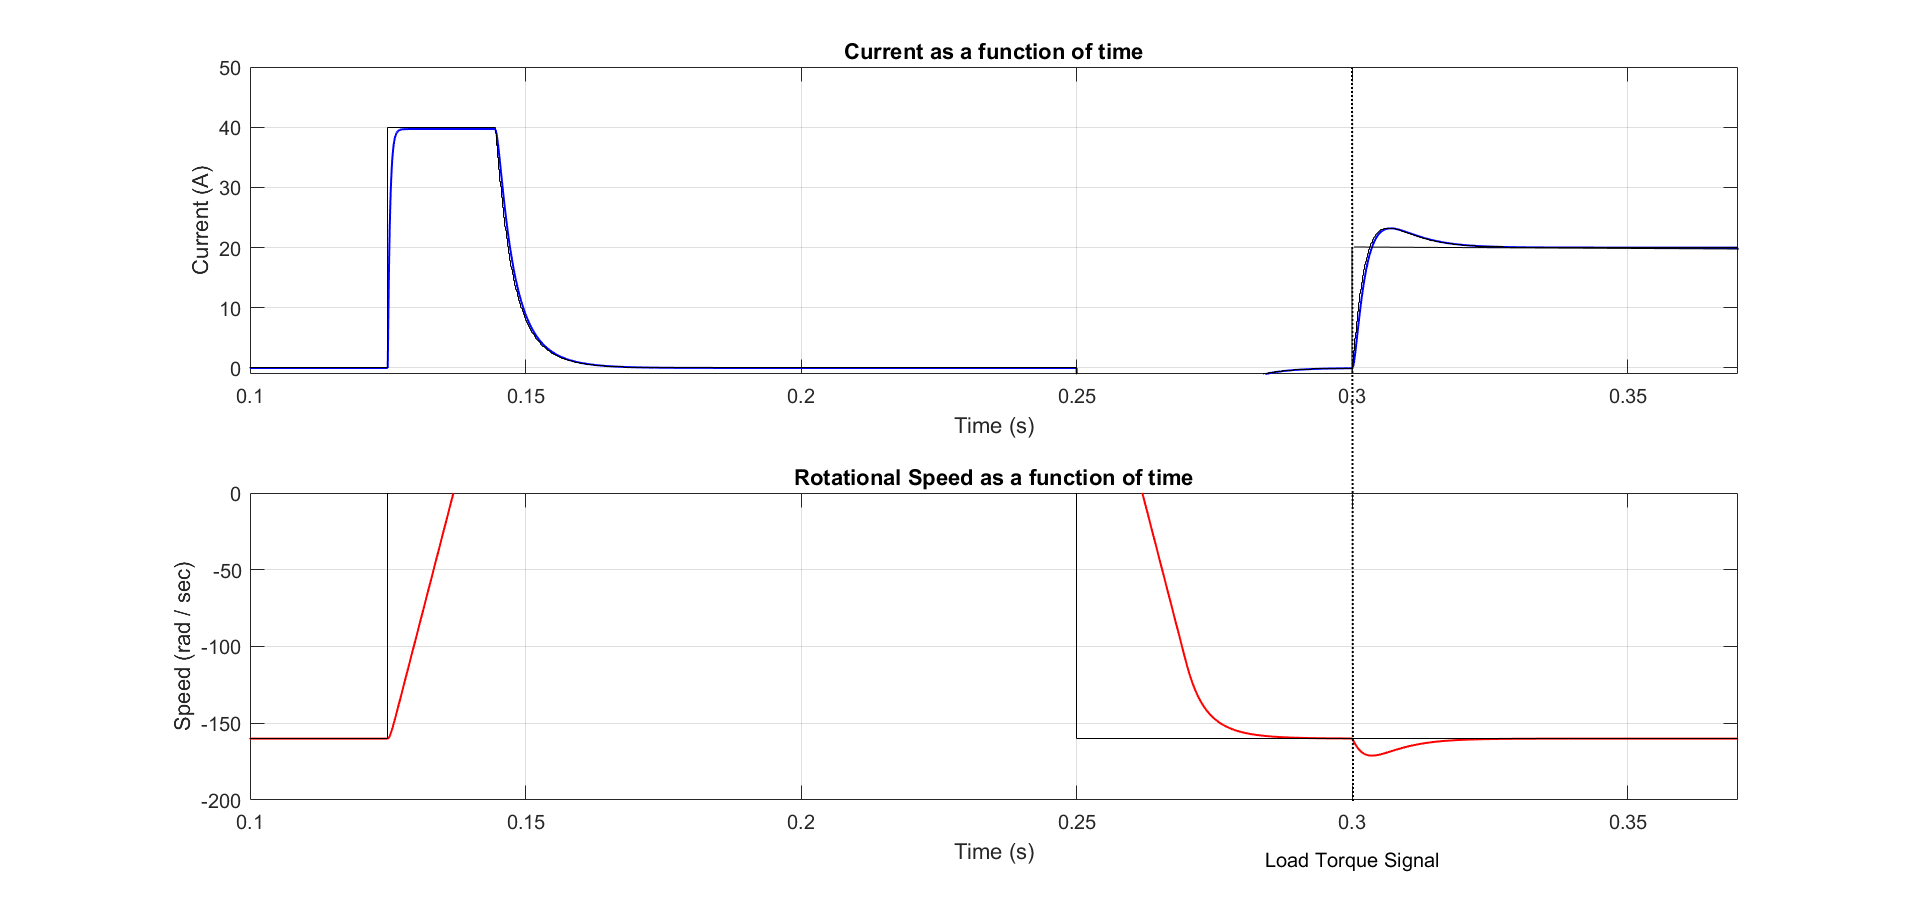 Current as a function of time
50
40
30
20
10
0
Current (A)
0.1 0.15 0.2 0.25 0.3 0.35
Time (s)
Rotational Speed as a function of time
0
-50
-100
-150
-200
Speed (rad / sec)
0.1 0.15 0.2 0.25 0.3 0.35
Time (s)
Load Torque Signal